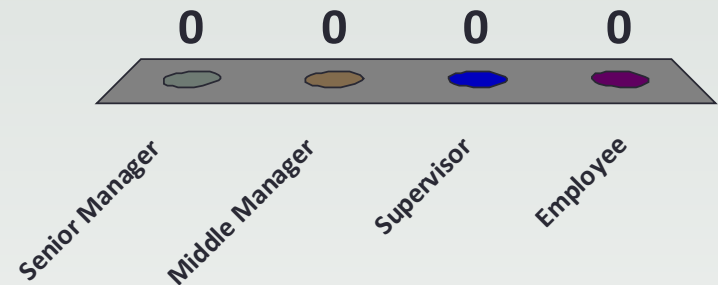 0 0 0 0
Senior Manager
Middle Manager
Supervisor
Employee